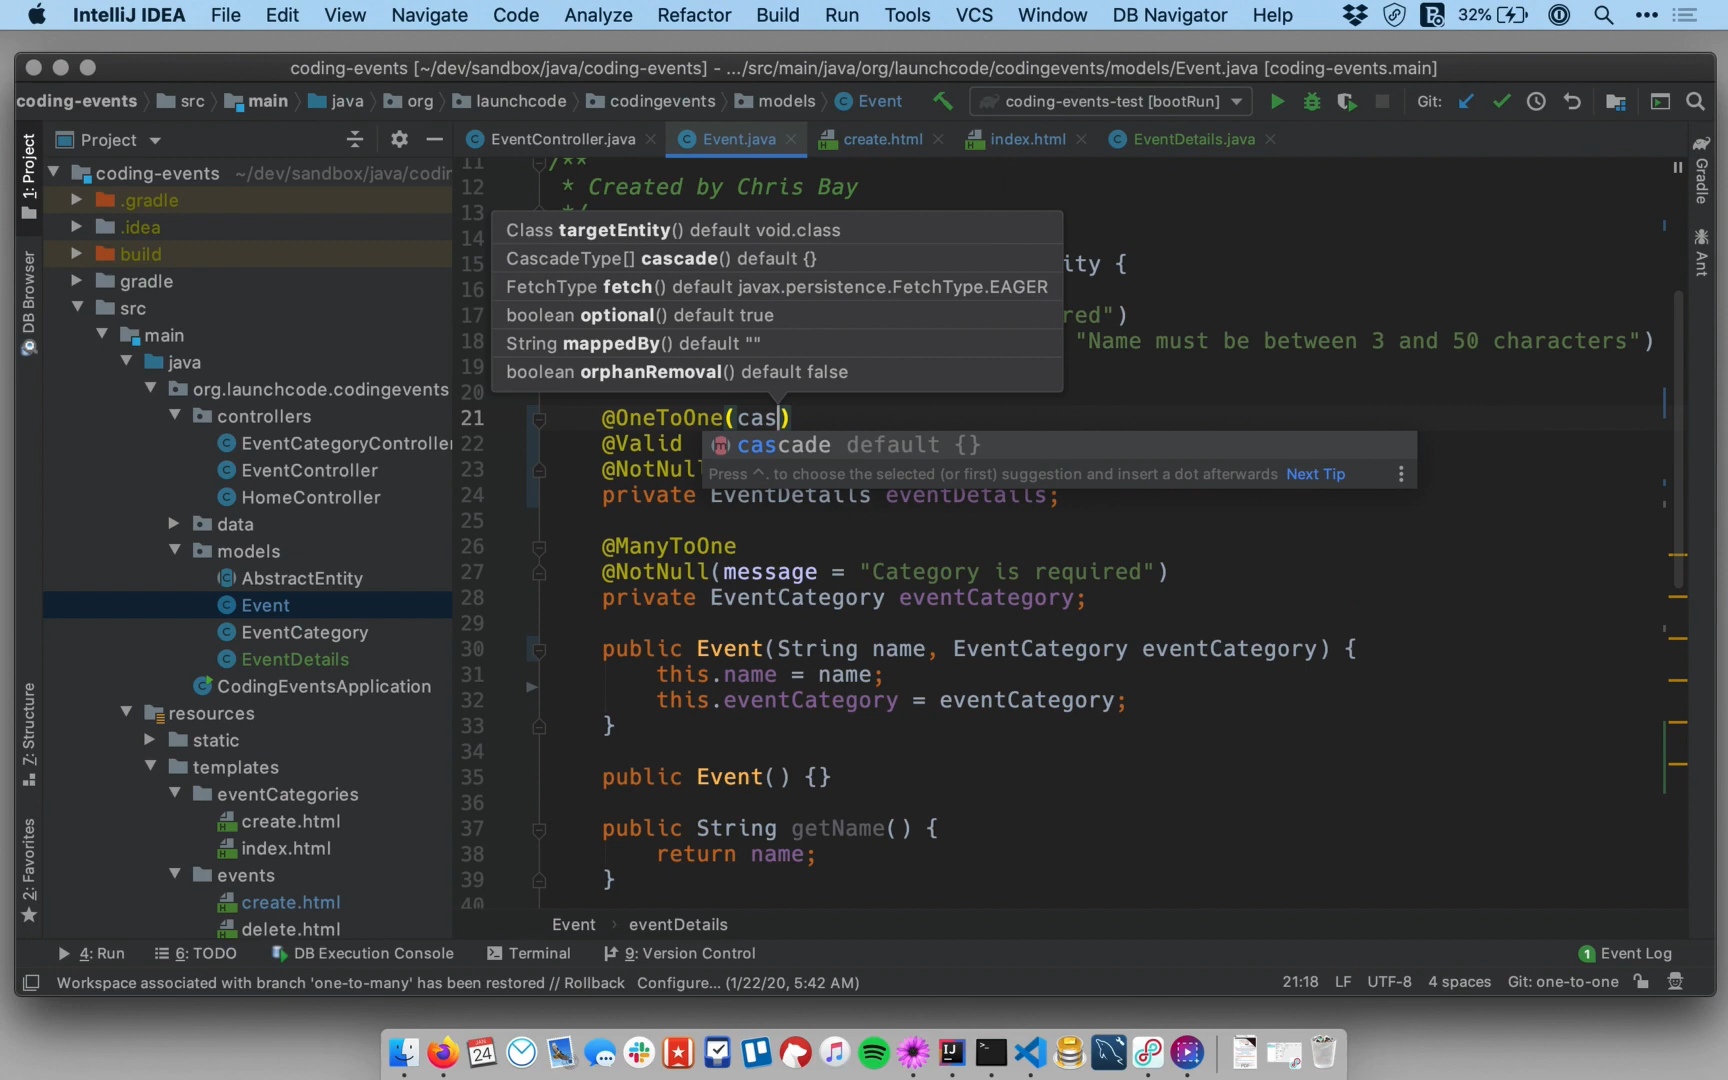 IntelliJ IDEA File Edit View Navigate Code Analyze Refactor Build Run Tools VCS Window DB Navigator Help 32%
coding-events [~/dev/sandbox/java/coding-events] - .../src/main/java/org/launchcode/codingevents/models/Event.java [coding-events.main]
coding-events src main java org launchcode codingevents models Event coding-events-test [bootRun] Git:
Project
EventController.java Event.java create.html index.html EventDetails.java
1: Project
DB Browser
7: Structure
2: Favorites
Gradle
Ant
coding-events ~/dev/sandbox/java/codin
.gradle
.idea
build
gradle
src
main
java
org.launchcode.codingevents
controllers
EventCategoryController
EventController
HomeController
data
models
AbstractEntity
Event
EventCategory
EventDetails
CodingEventsApplication
resources
static
templates
eventCategories
create.html
index.html
events
create.html
delete.html
11 /**
12 * Created by Chris Bay
13 */
14
15 ity {
16
17 red")
18 "Name must be between 3 and 50 characters")
19
20
Class targetEntity() default void.class
CascadeType[] cascade() default {}
FetchType fetch() default javax.persistence.FetchType.EAGER
boolean optional() default true
String mappedBy() default ""
boolean orphanRemoval() default false
21 @OneToOne(cas)
22 @Valid
23 @NotNull
cascade default {}
Press ^. to choose the selected (or first) suggestion and insert a dot afterwards Next Tip
24 private EventDetails eventDetails;
25
26 @ManyToOne
27 @NotNull(message = "Category is required")
28 private EventCategory eventCategory;
29
30 public Event(String name, EventCategory eventCategory) {
31 this.name = name;
32 this.eventCategory = eventCategory;
33 }
34
35 public Event() {}
36
37 public String getName() {
38 return name;
39 }
40
Event eventDetails
4: Run 6: TODO DB Execution Console Terminal 9: Version Control 1 Event Log
Workspace associated with branch 'one-to-many' has been restored // Rollback Configure... (1/22/20, 5:42 AM) 21:18 LF UTF-8 4 spaces Git: one-to-one
JAN
24
IJ
PDF